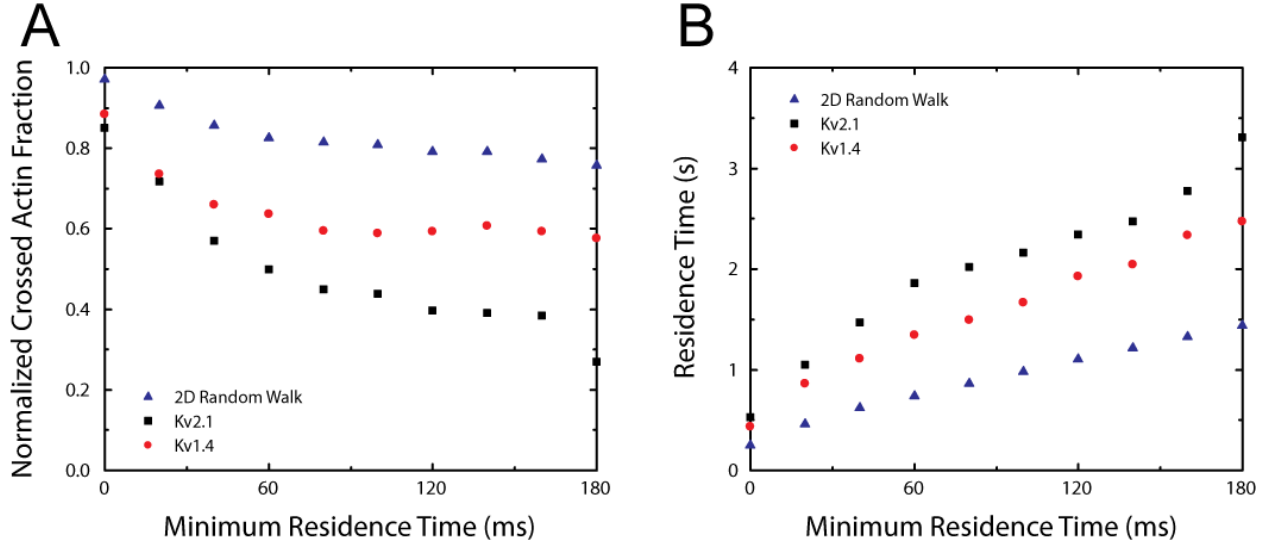 A
Normalized Crossed Actin Fraction
1.0
0.8
0.6
0.4
0.2
0.0
2D Random Walk
Kv2.1
Kv1.4
0
60
120
180
Minimum Residence Time (ms)
B
Residence Time (s)
4
3
2
1
0
2D Random Walk
Kv2.1
Kv1.4
0
60
120
180
Minimum Residence Time (ms)